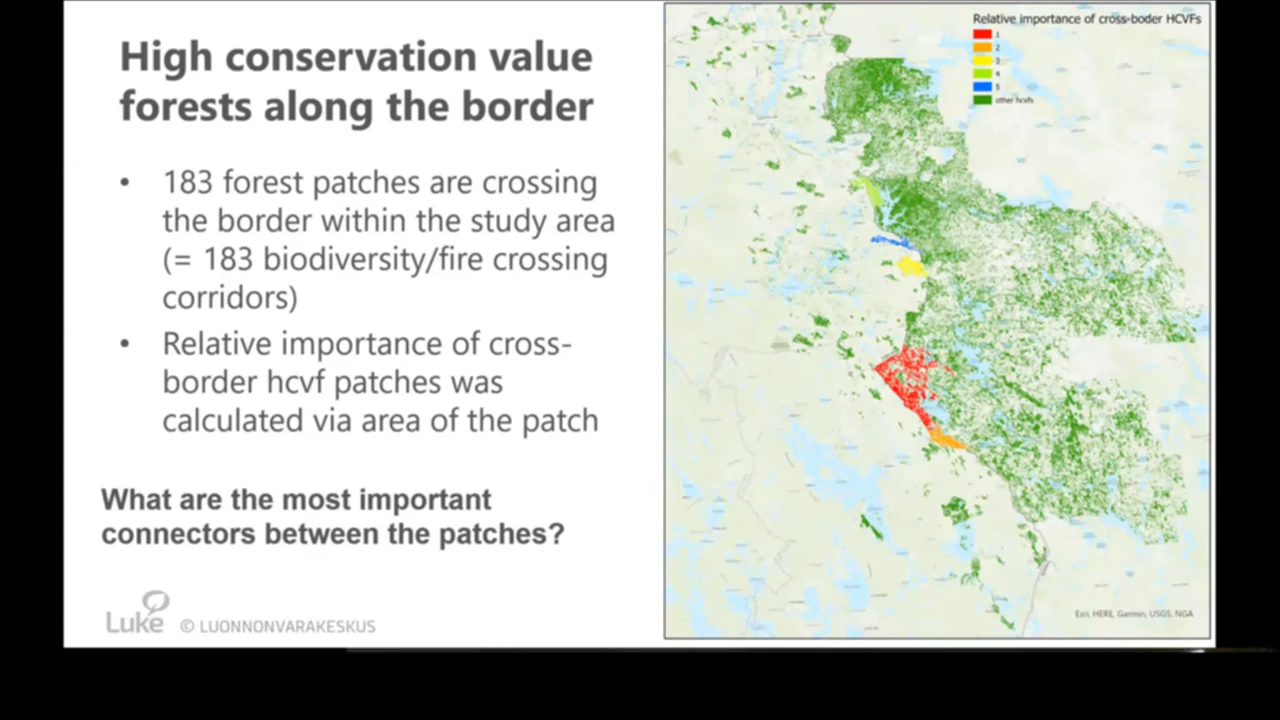 High conservation value
forests along the border
• 183 forest patches are crossing
the border within the study area
(= 183 biodiversity/fire crossing
corridors)
• Relative importance of cross-
border hcvf patches was
calculated via area of the patch
What are the most important
connectors between the patches?
Luke © LUONNONVARAKESKUS
Relative importance of cross-boder HCVFs
1
2
3
4
5
other hcvfs
Esri, HERE, Garmin, USGS, NGA